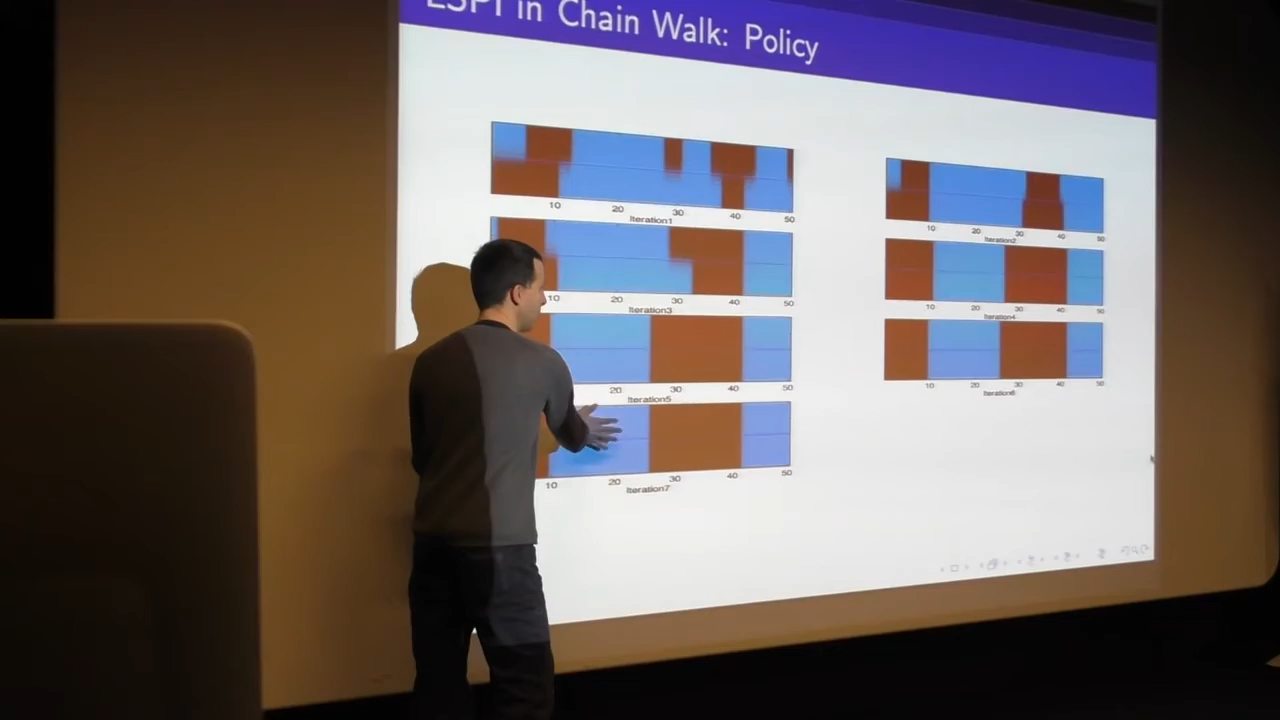 LSPI in Chain Walk: Policy
10 20 30 40 50
Iteration1
10 20 30 40 50
Iteration2
10 20 30 40 50
Iteration3
10 20 30 40 50
Iteration4
20 30 40 50
Iteration5
10 20 30 40 50
Iteration6
10 20 30 40 50
Iteration7